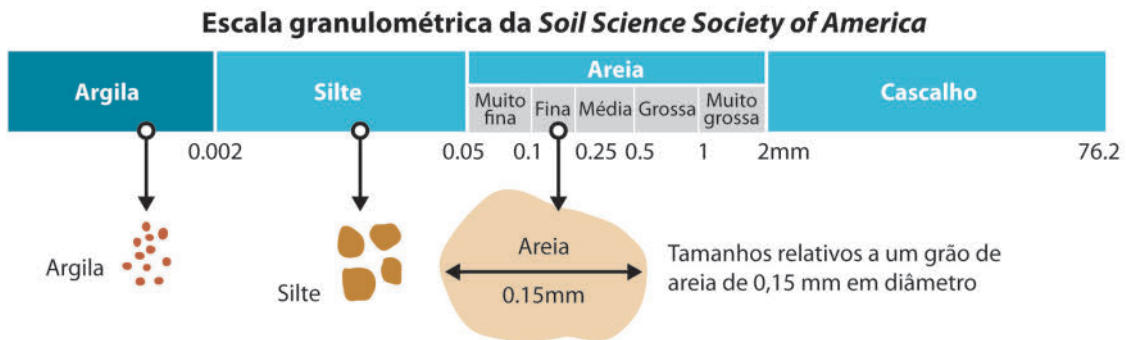 Escala granulométrica da Soil Science Society of America
Argila
Silte
Areia
Muito fina
Fina
Média
Grossa
Muito grossa
Cascalho
0.002
0.05
0.1
0.25
0.5
1
2mm
76.2
Argila
Silte
Areia
0.15mm
Tamanhos relativos a um grão de
areia de 0,15 mm em diâmetro